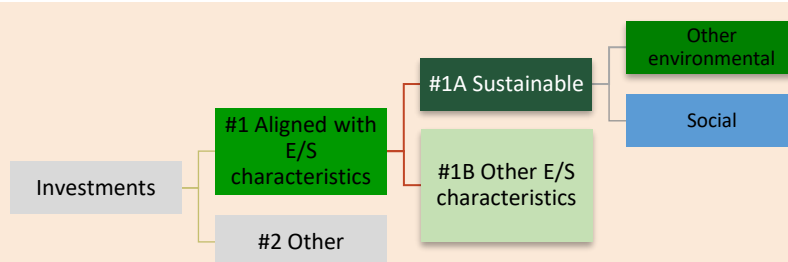 Other
environmental
#1A Sustainable
#1 Aligned with
E/S
characteristics
Social
#1B Other E/S
characteristics
Investments
#2 Other